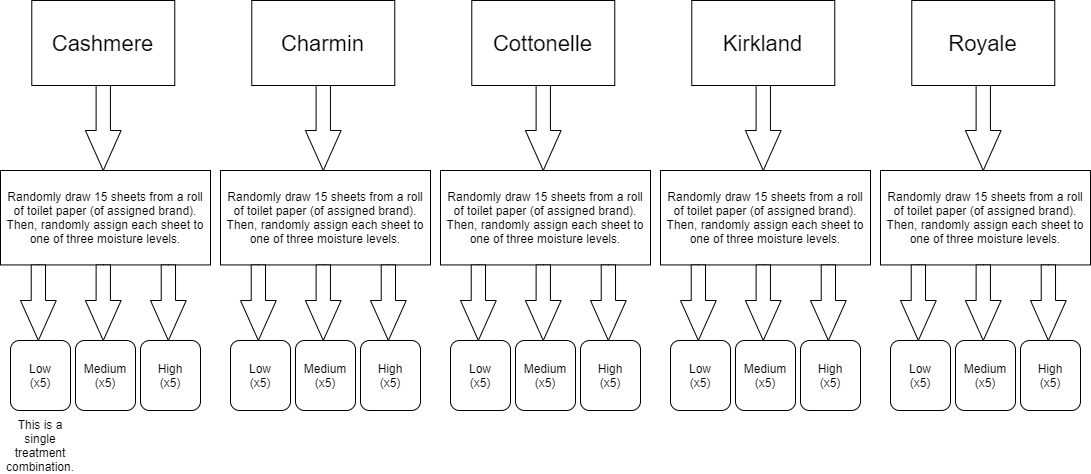 Cashmere
Charmin
Cottonelle
Kirkland
Royale
Randomly draw 15 sheets from a roll
of toilet paper (of assigned brand).
Then, randomly assign each sheet to
one of three moisture levels.
Randomly draw 15 sheets from a roll
of toilet paper (of assigned brand).
Then, randomly assign each sheet to
one of three moisture levels.
Randomly draw 15 sheets from a roll
of toilet paper (of assigned brand).
Then, randomly assign each sheet to
one of three moisture levels.
Randomly draw 15 sheets from a roll
of toilet paper (of assigned brand).
Then, randomly assign each sheet to
one of three moisture levels.
Randomly draw 15 sheets from a roll
of toilet paper (of assigned brand).
Then, randomly assign each sheet to
one of three moisture levels.
Low
(x5)
Medium
(x5)
High
(x5)
Low
(x5)
Medium
(x5)
High
(x5)
Low
(x5)
Medium
(x5)
High
(x5)
Low
(x5)
Medium
(x5)
High
(x5)
Low
(x5)
Medium
(x5)
High
(x5)
This is a
single
treatment
combination.